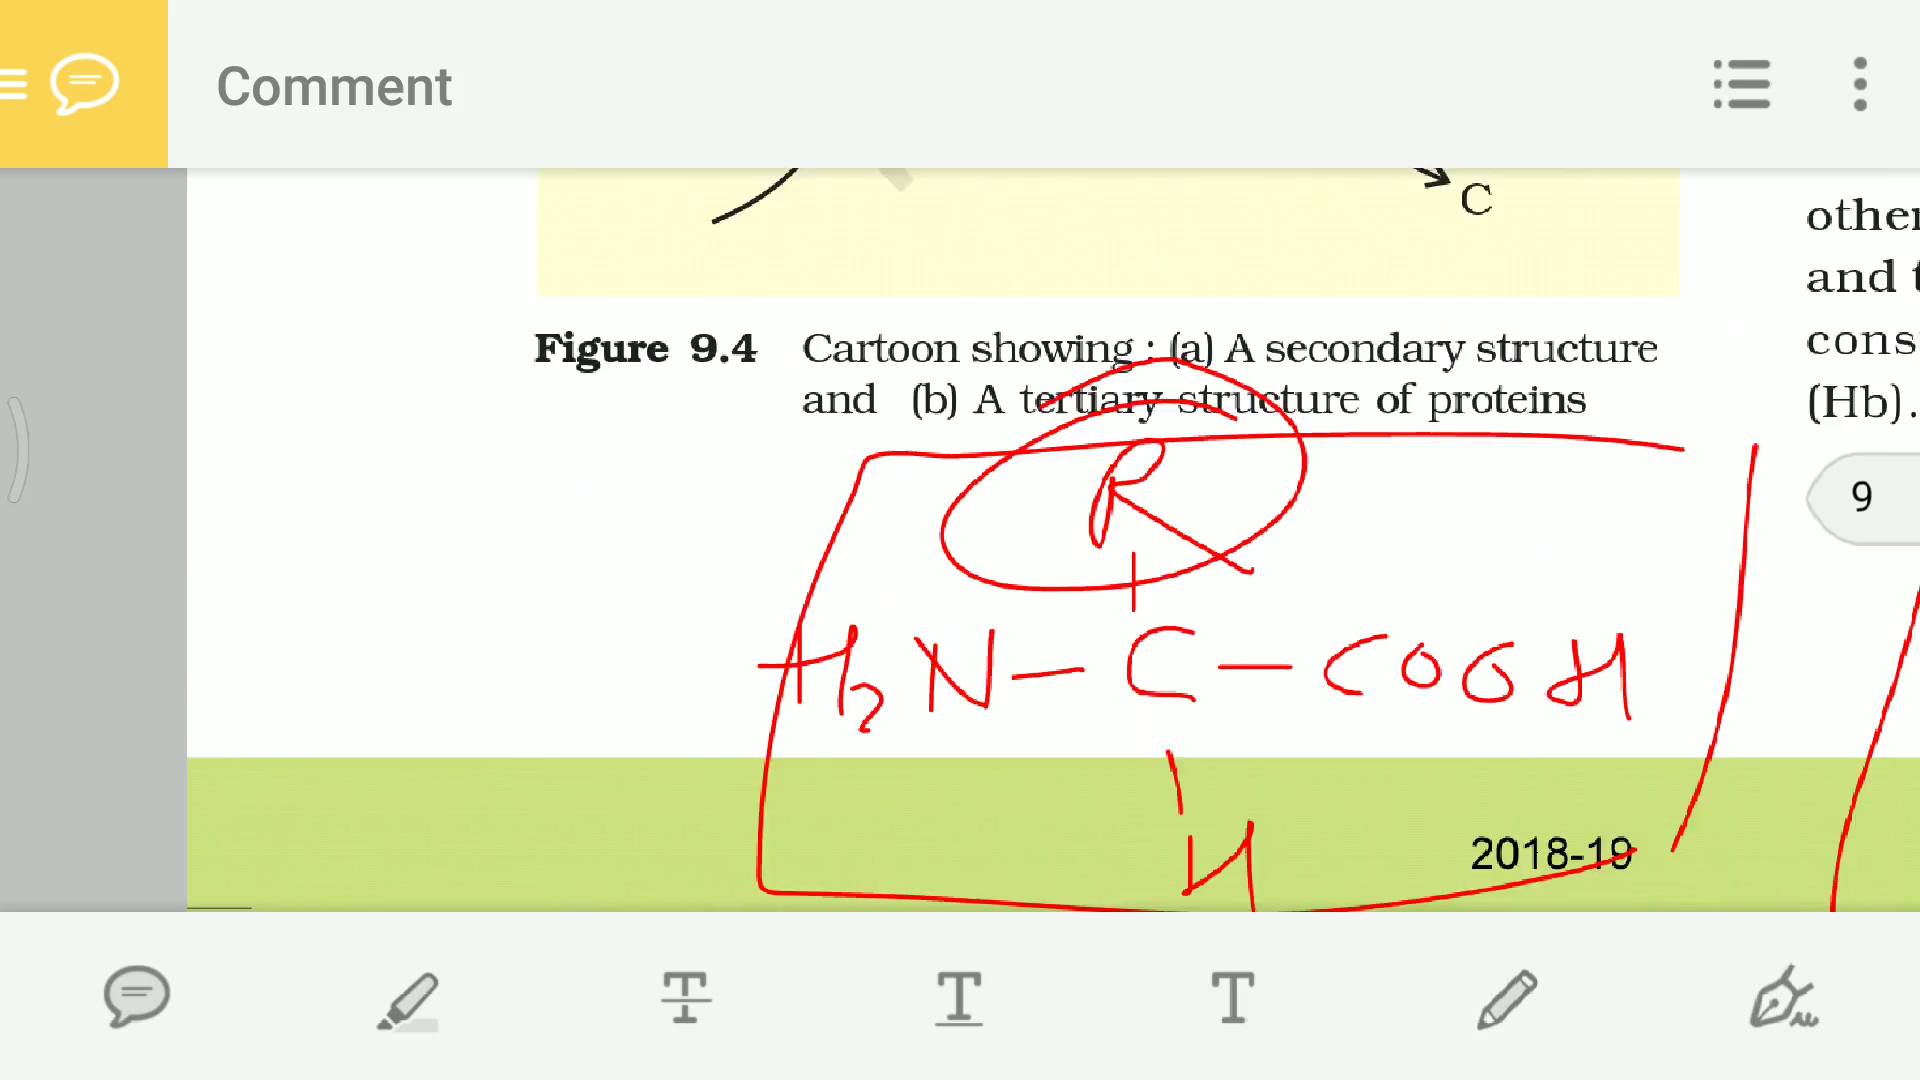 Comment
C
other
and t
cons
(Hb).
Figure 9.4 Cartoon showing : (a) A secondary structure
and (b) A tertiary structure of proteins
9
R
H2N-C-COOH
H
2018-19